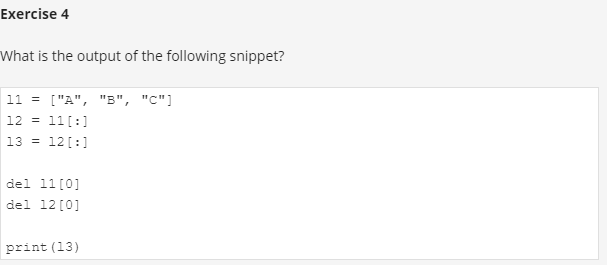 Exercise 4
What is the output of the following snippet?
l1 = ["A", "B", "C"]
l2 = l1[:]
l3 = l2[:]
del l1[0]
del l2[0]
print(l3)